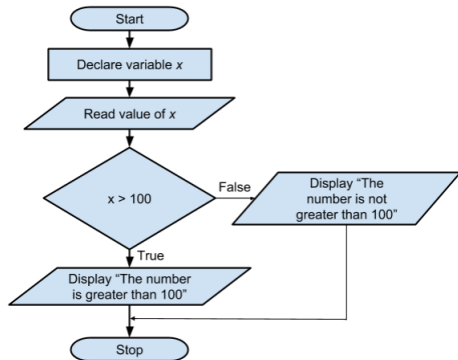 Start
Declare variable x
Read value of x
x > 100
False
Display “The
number is not
greater than 100”
True
Display “The number
is greater than 100”
Stop